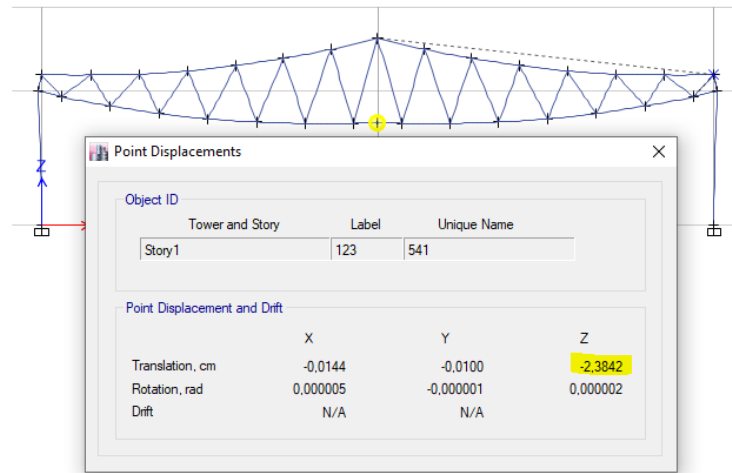 Z
Point Displacements
Object ID
Tower and Story Label Unique Name
Story1 123 541
Point Displacement and Drift
X Y Z
Translation, cm -0,0144 -0,0100 -2,3842
Rotation, rad 0,000005 -0,000001 0,000002
Drift N/A N/A